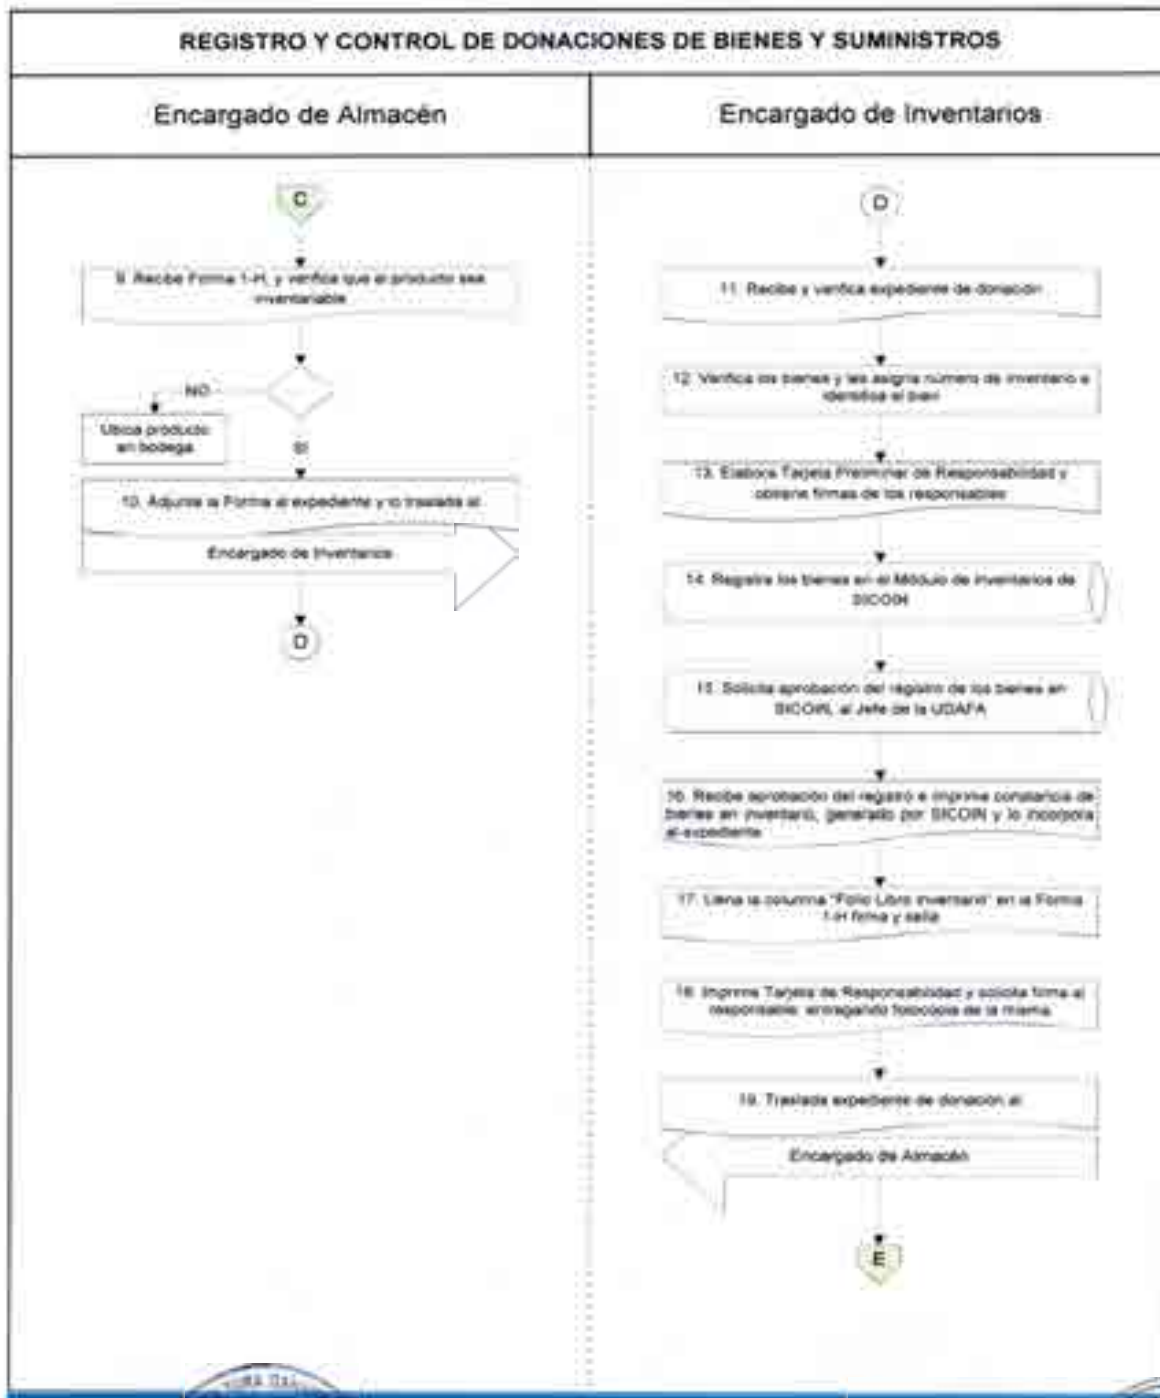 REGISTRO Y CONTROL DE DONACIONES DE BIENES Y SUMINISTROS
Encargado de Almacén
Encargado de Inventarios
C
9. Recibe Forma 1-H, y verifica que el producto sea
inventariable
NO
Ubica producto
en bodega
SI
10. Adjunta la Forma al expediente y lo traslada al
Encargado de Inventarios
D
D
11. Recibe y verifica expediente de donación
12. Verifica los bienes y les asigna número de inventario e
identifica el bien
13. Elabora Tarjeta Preliminar de Responsabilidad y
obtiene firmas de los responsables
14. Registra los bienes en el Módulo de inventarios de
SICOIN
15. Solicita aprobación del registro de los bienes en
SICOIN, al Jefe de la UDAFA
16. Recibe aprobación del registro e imprime constancia de
bienes en inventario, generado por SICOIN y lo incorpora
al expediente
17. Llena la columna "Folio Libro Inventario" en la Forma
1-H firma y sella
18. Imprime Tarjeta de Responsabilidad y solicita firma al
responsable, entregando fotocopia de la misma.
19. Traslada expediente de donación al
Encargado de Almacén
E